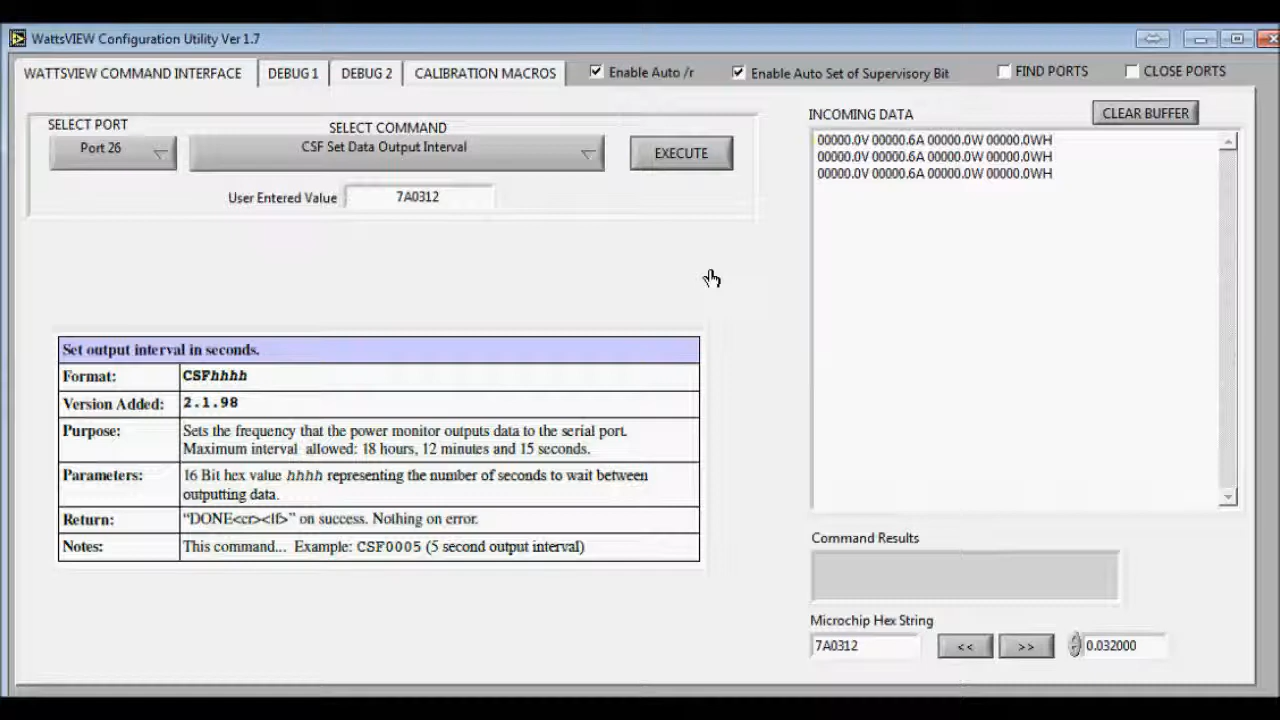 WattsVIEW Configuration Utility Ver 1.7
WATTSVIEW COMMAND INTERFACE
DEBUG 1
DEBUG 2
CALIBRATION MACROS
Enable Auto /r
Enable Auto Set of Supervisory Bit
FIND PORTS
CLOSE PORTS
SELECT PORT
Port 26
SELECT COMMAND
CSF Set Data Output Interval
EXECUTE
User Entered Value
7A0312
INCOMING DATA
CLEAR BUFFER
00000.0V 00000.6A 00000.0W 00000.0WH
00000.0V 00000.6A 00000.0W 00000.0WH
00000.0V 00000.6A 00000.0W 00000.0WH
Set output interval in seconds.
Format: CSFhhhh
Version Added: 2.1.98
Purpose: Sets the frequency that the power monitor outputs data to the serial port.
Maximum interval allowed: 18 hours, 12 minutes and 15 seconds.
Parameters: 16 Bit hex value hhhh representing the number of seconds to wait between
outputting data.
Return: “DONE<cr><lf>” on success. Nothing on error.
Notes: This command... Example: CSF0005 (5 second output interval)
Command Results
Microchip Hex String
7A0312
<<
>>
0.032000